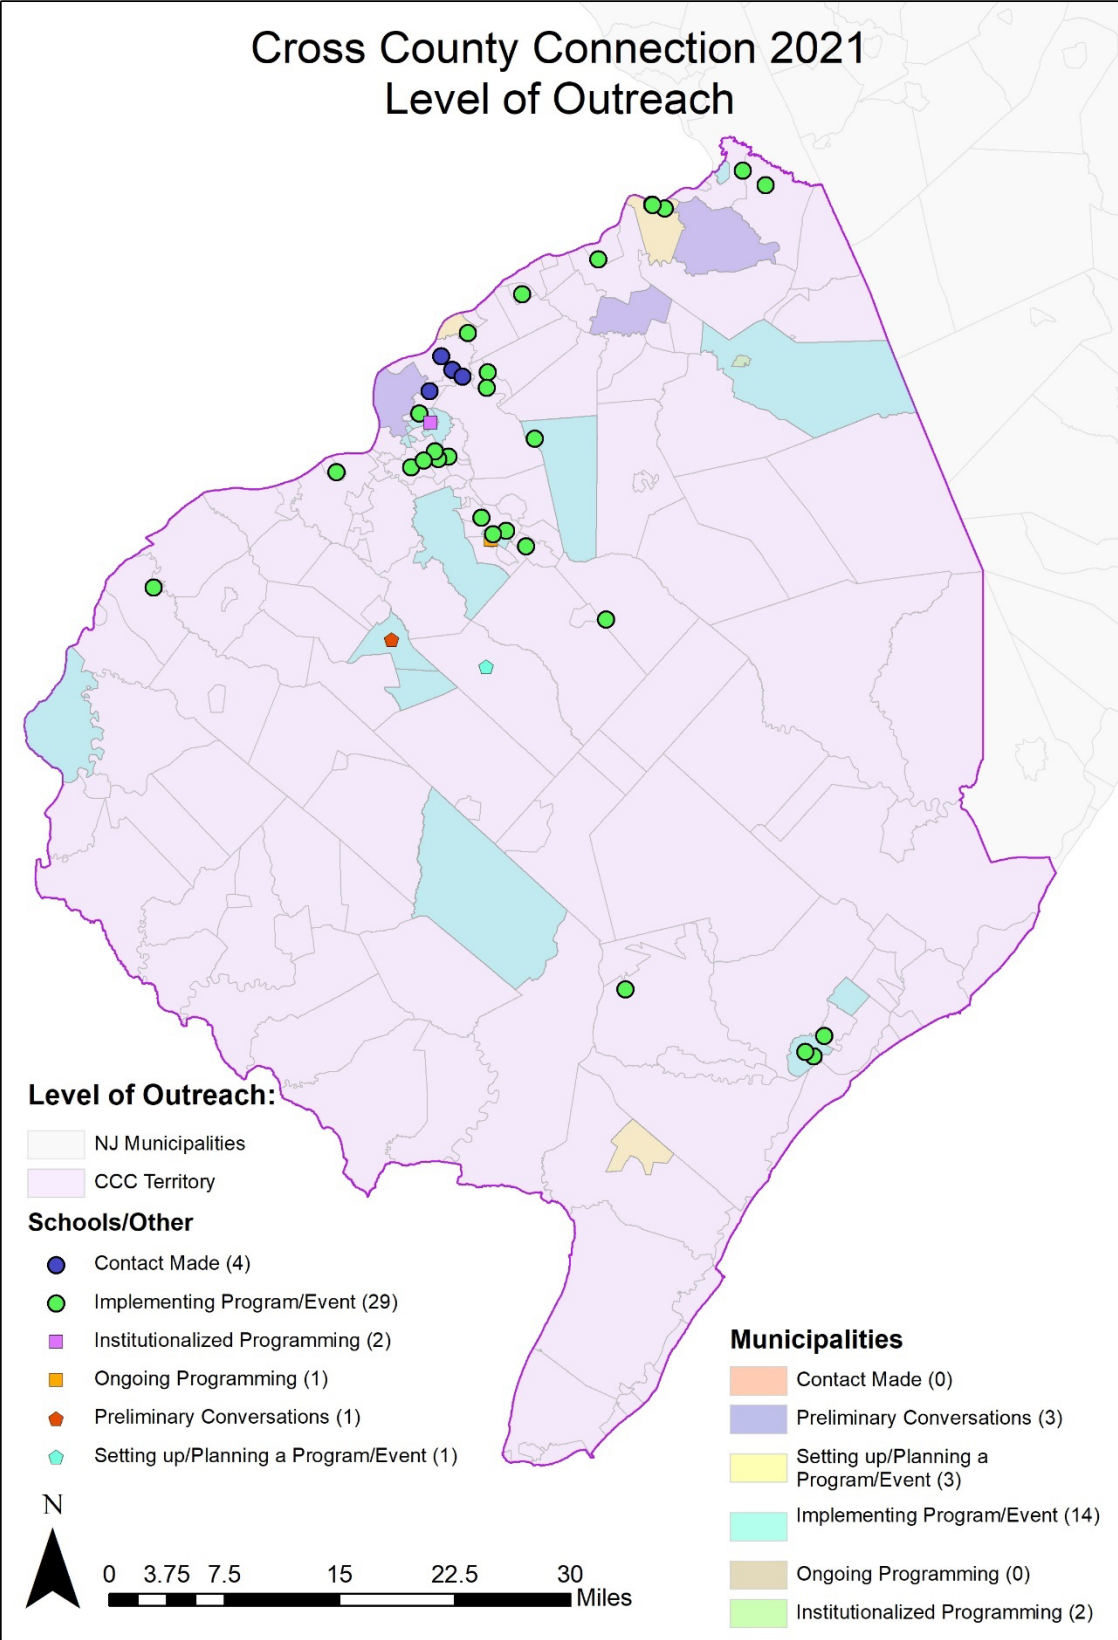 Cross County Connection 2021
Level of Outreach
Level of Outreach:
NJ Municipalities
CCC Territory
Schools/Other
Contact Made (4)
Implementing Program/Event (29)
Institutionalized Programming (2)
Ongoing Programming (1)
Preliminary Conversations (1)
Setting up/Planning a Program/Event (1)
N
0 3.75 7.5 15 22.5 30
Miles
Municipalities
Contact Made (0)
Preliminary Conversations (3)
Setting up/Planning a
Program/Event (3)
Implementing Program/Event (14)
Ongoing Programming (0)
Institutionalized Programming (2)